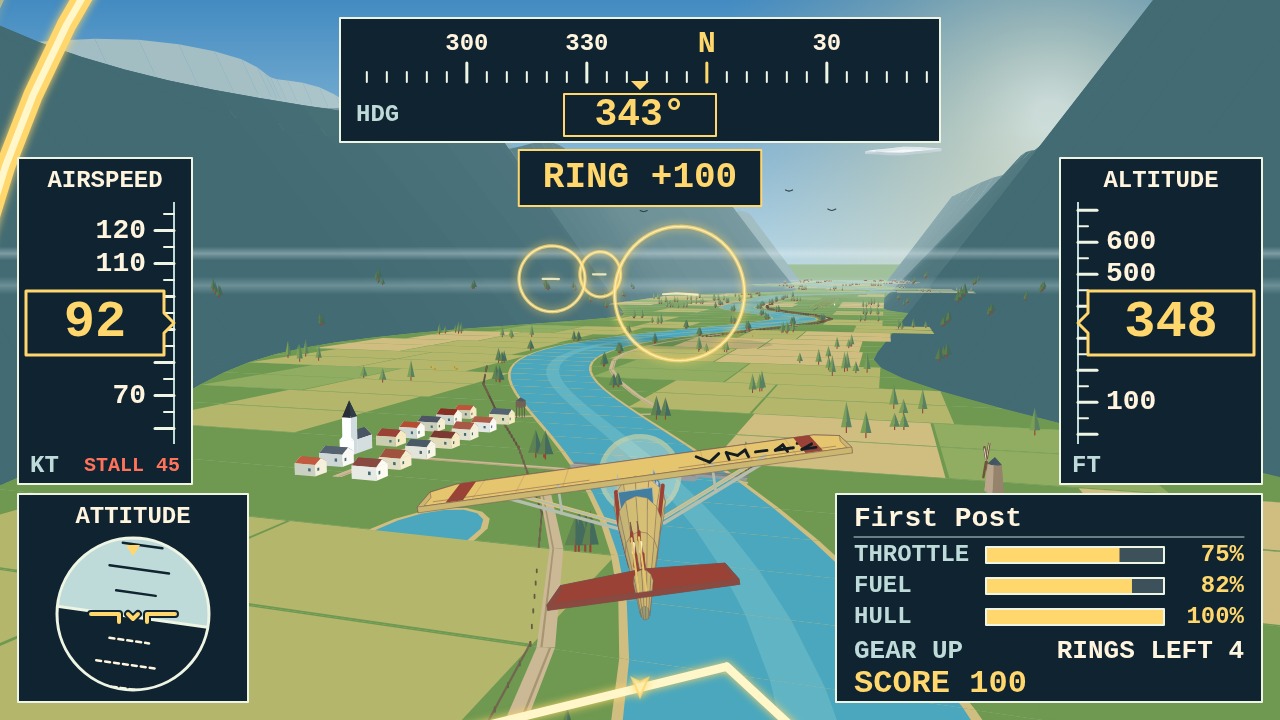 300 330 N 30
HDG 343°
RING +100
AIRSPEED
120
110
92
70
KT STALL 45
ALTITUDE
600
500
348
100
FT
ATTITUDE
First Post
THROTTLE 75%
FUEL 82%
HULL 100%
GEAR UP RINGS LEFT 4
SCORE 100